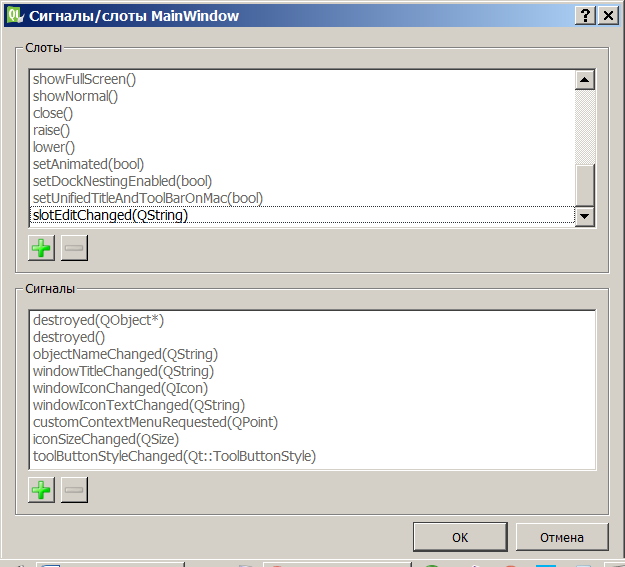 Сигналы/слоты MainWindow
Слоты
showFullScreen()
showNormal()
close()
raise()
lower()
setAnimated(bool)
setDockNestingEnabled(bool)
setUnifiedTitleAndToolBarOnMac(bool)
slotEditChanged(QString)
Сигналы
destroyed(QObject*)
destroyed()
objectNameChanged(QString)
windowTitleChanged(QString)
windowIconChanged(QIcon)
windowIconTextChanged(QString)
customContextMenuRequested(QPoint)
iconSizeChanged(QSize)
toolButtonStyleChanged(Qt::ToolButtonStyle)
OK Отмена